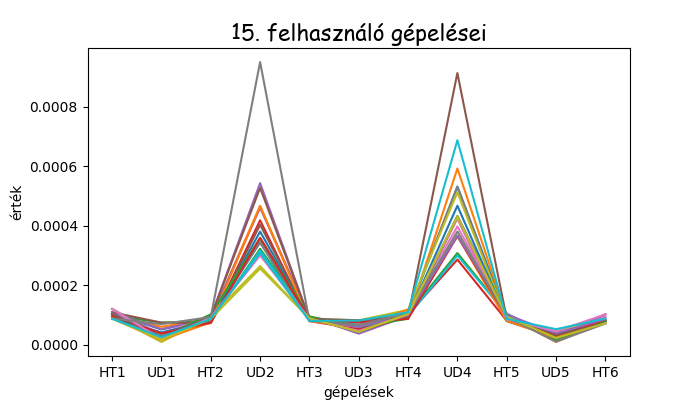 15. felhasználó gépelései
érték
0.0008
0.0006
0.0004
0.0002
0.0000
HT1 UD1 HT2 UD2 HT3 UD3 HT4 UD4 HT5 UD5 HT6
gépelések